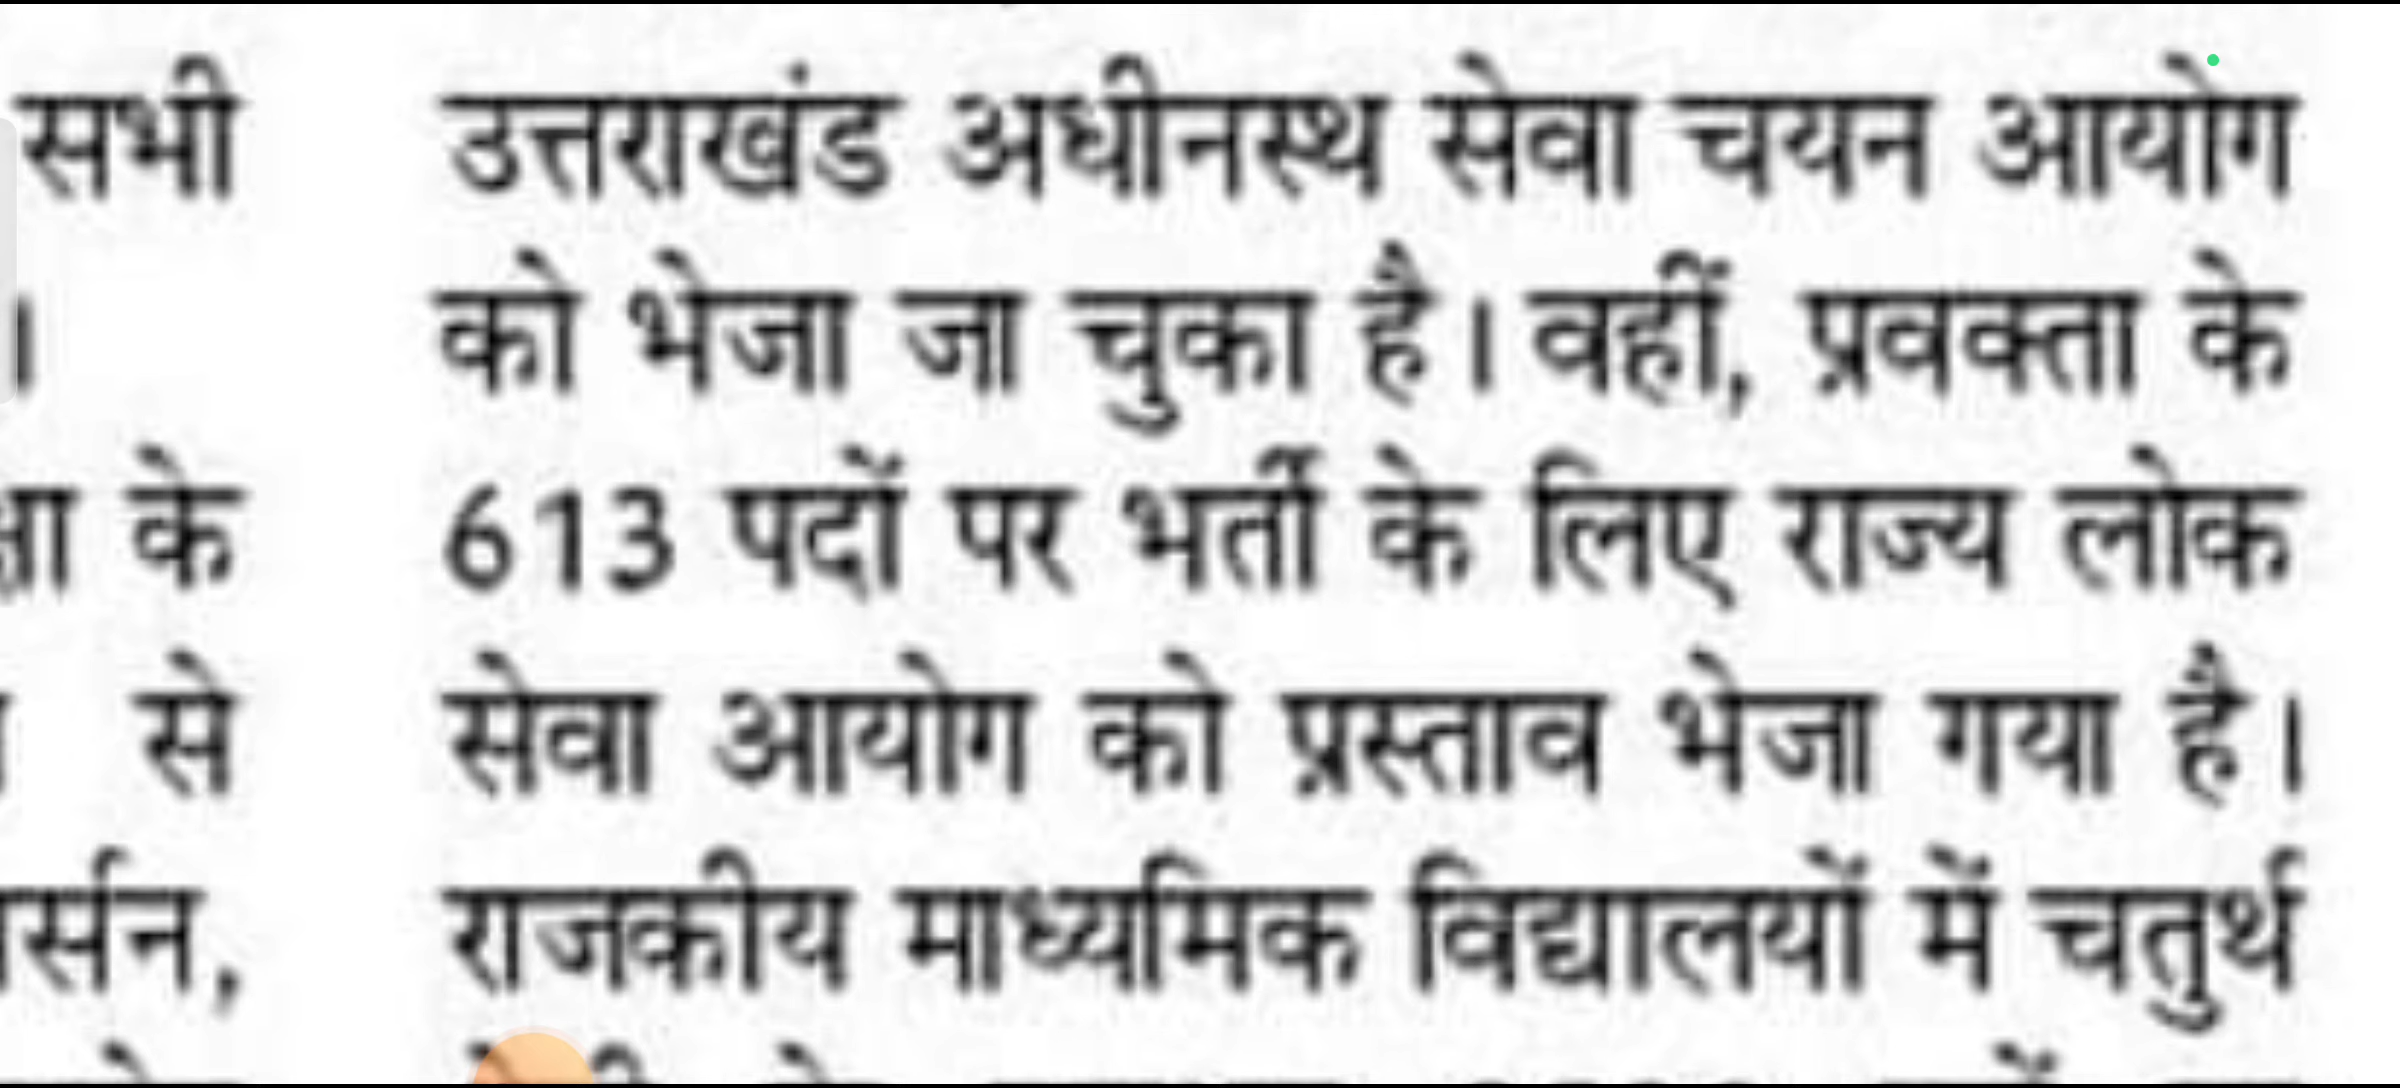 सभी
।
के
से
उत्तराखंड अधीनस्थ सेवा चयन आयोग
को भेजा जा चुका है। वहीं, प्रवक्ता के
613 पदों पर भर्ती के लिए राज्य लोक
सेवा आयोग को प्रस्ताव भेजा गया है।
राजकीय माध्यमिक विद्यालयों में चतुर्थ